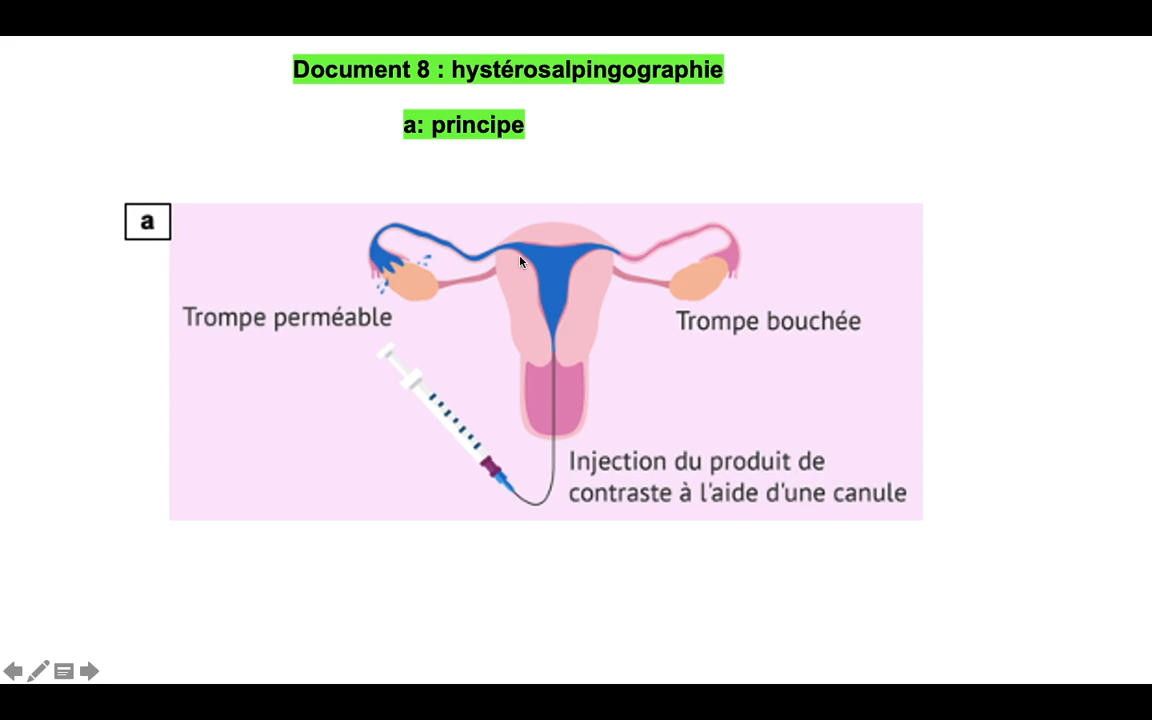 Document 8 : hystérosalpingographie
a: principe
a
Trompe perméable
Trompe bouchée
Injection du produit de
contraste à l'aide d'une canule